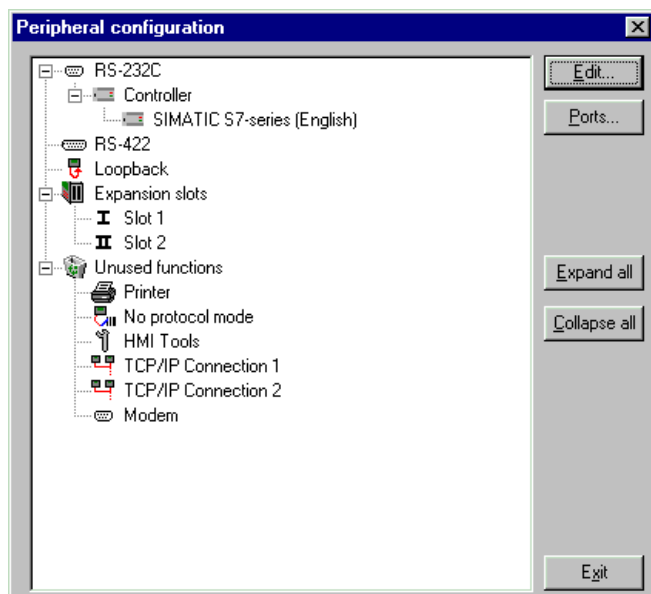 Peripheral configuration
RS-232C
Controller
SIMATIC S7-series (English)
RS-422
Loopback
Expansion slots
I Slot 1
II Slot 2
Unused functions
Printer
No protocol mode
HMI Tools
TCP/IP Connection 1
TCP/IP Connection 2
Modem
Edit...
Ports...
Expand all
Collapse all
Exit